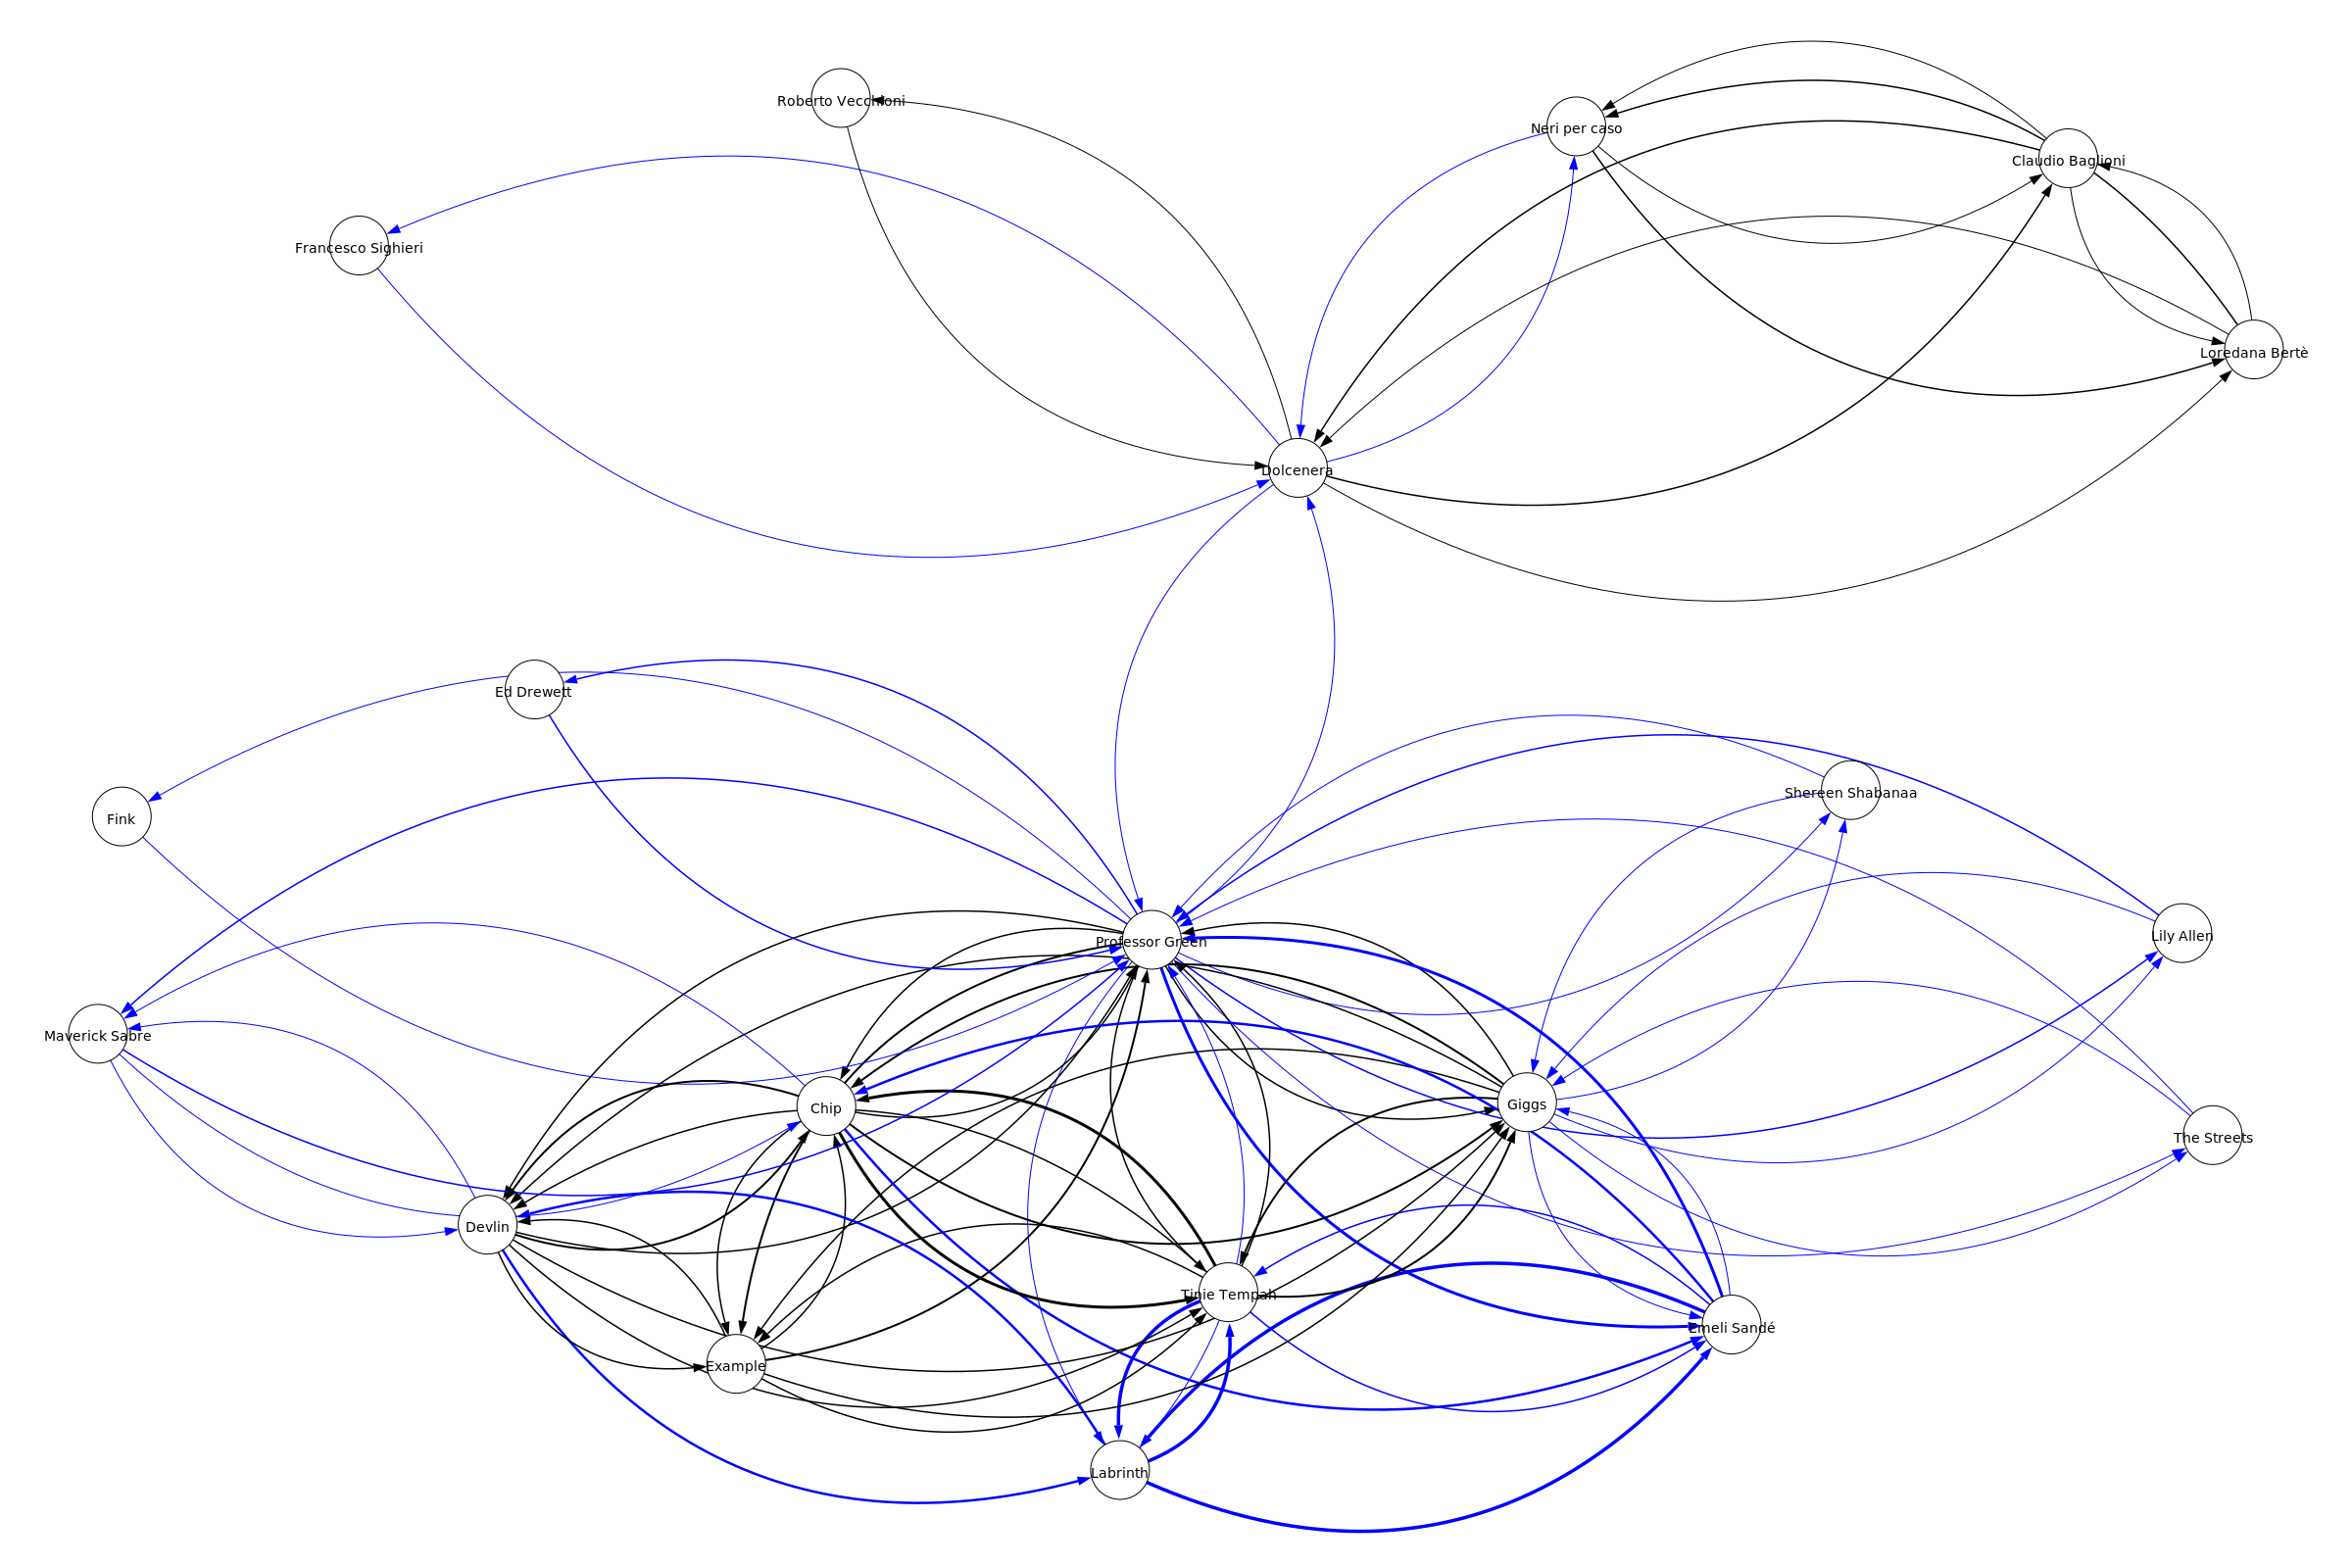 Roberto Vecchioni
Neri per caso
Claudio Baglioni
Francesco Sighieri
Loredana Bertè
Dolcenera
Ed Drewett
Shereen Shabanaa
Fink
Lily Allen
Professor Green
Maverick Sabre
Chip
Giggs
The Streets
Devlin
Tinie Tempah
Emeli Sandé
Example
Labrinth